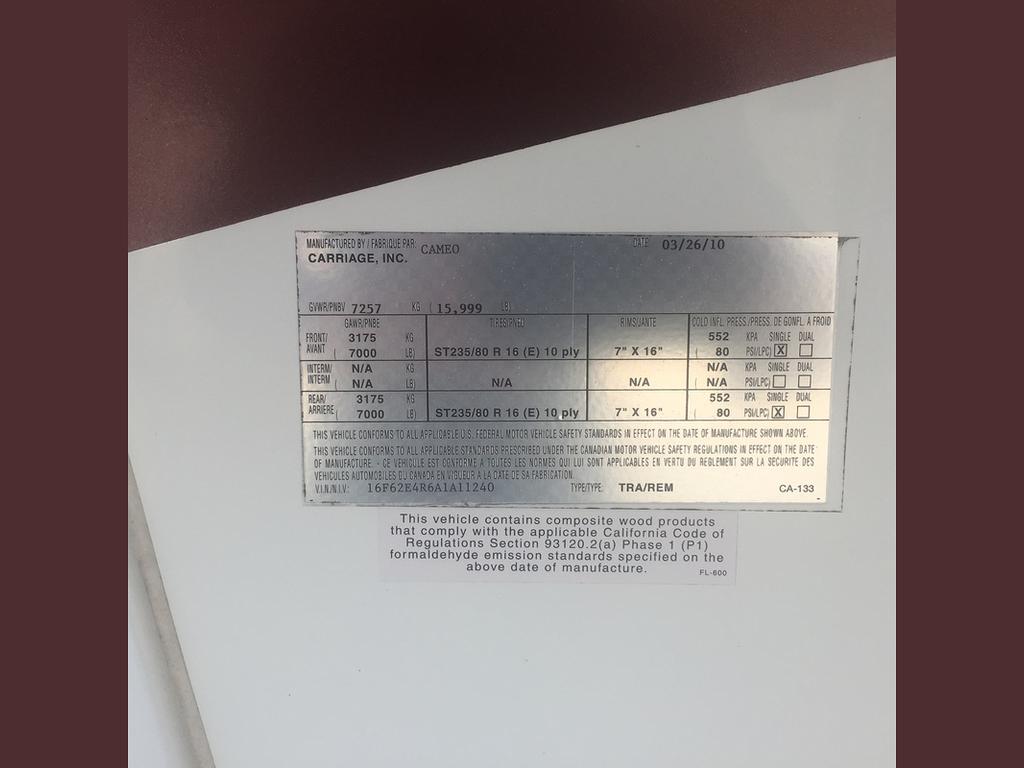 MANUFACTURED BY / FABRIQUE PAR: CAMEO DATE 03/26/10
CARRIAGE, INC.
GVWR/PNBV 7257 KG ( 15,999 LB)
GAWR/PNBE TIRES/PNEU RIMS/JANTE COLD INFL. PRESS./PRESS. DE GONFL. A FROID
FRONT/ 3175 KG 552 KPA SINGLE DUAL
AVANT ( 7000 LB) ST235/80 R 16 (E) 10 ply 7" X 16" ( 80 PSI/LPC) X
INTERM/ N/A KG N/A KPA SINGLE DUAL
INTERM ( N/A LB) N/A N/A ( N/A PSI/LPC)
REAR/ 3175 KG 552 KPA SINGLE DUAL
ARRIERE ( 7000 LB) ST235/80 R 16 (E) 10 ply 7" X 16" ( 80 PSI/LPC) X
THIS VEHICLE CONFORMS TO ALL APPLICABLE U.S. FEDERAL MOTOR VEHICLE SAFETY STANDARDS IN EFFECT ON THE DATE OF MANUFACTURE SHOWN ABOVE.
THIS VEHICLE CONFORMS TO ALL APPLICABLE STANDARDS PRESCRIBED UNDER THE CANADIAN MOTOR VEHICLE SAFETY REGULATIONS IN EFFECT ON THE DATE
OF MANUFACTURE. - CE VEHICULE EST CONFORME A TOUTES LES NORMES QUI LUI SONT APPLICABLES EN VERTU DU REGLEMENT SUR LA SECURITE DES
VEHICULES AUTOMOBILES DU CANADA EN VIGUEUR A LA DATE DE SA FABRICATION.
V.I.N./N.I.V.: 16F62E4R6A1A11240 TYPE/TYPE: TRA/REM CA-133
This vehicle contains composite wood products
that comply with the applicable California Code of
Regulations Section 93120.2(a) Phase 1 (P1)
formaldehyde emission standards specified on the
above date of manufacture. FL-600